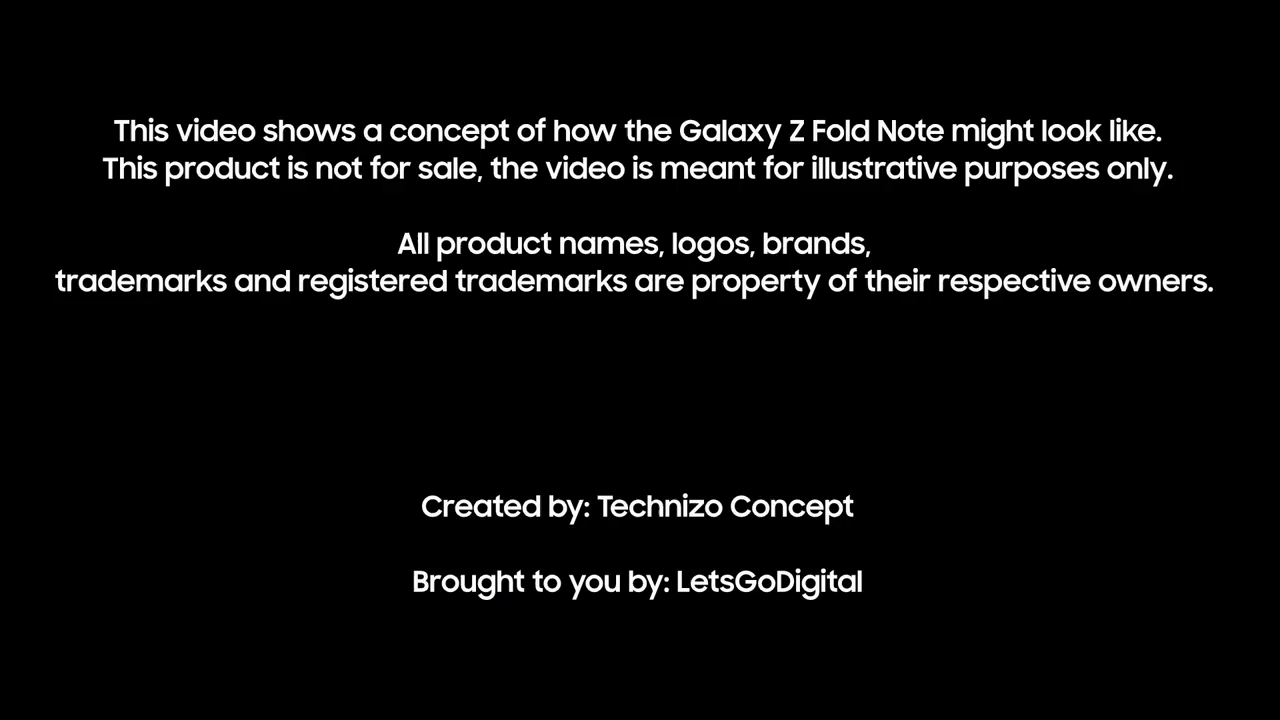 This video shows a concept of how the Galaxy Z Fold Note might look like.
This product is not for sale, the video is meant for illustrative purposes only.
All product names, logos, brands,
trademarks and registered trademarks are property of their respective owners.
Created by: Technizo Concept
Brought to you by: LetsGoDigital